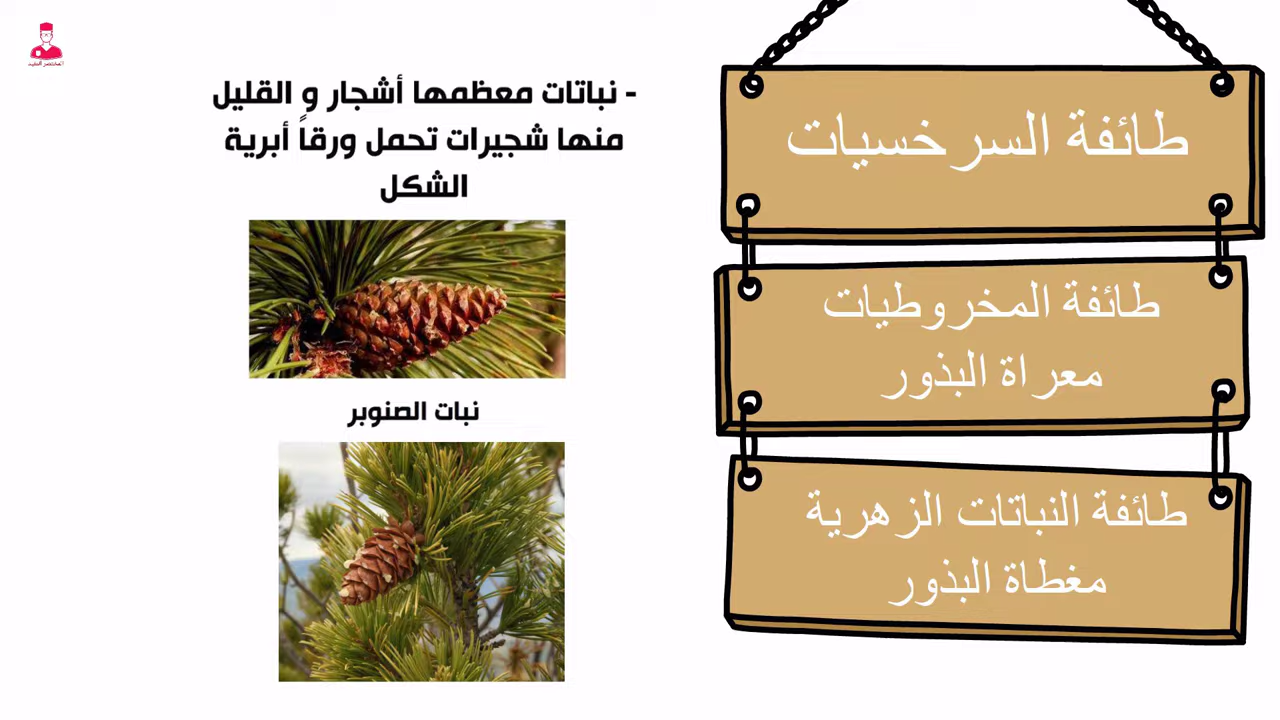 طائفة السرخسيات
طائفة المخروطيات
معراة البذور
طائفة النباتات الزهرية
مغطاة البذور
- نباتات معظمها أشجار و القليل
منها شجيرات تحمل ورقاً أبرية
الشكل
نبات الصنوبر